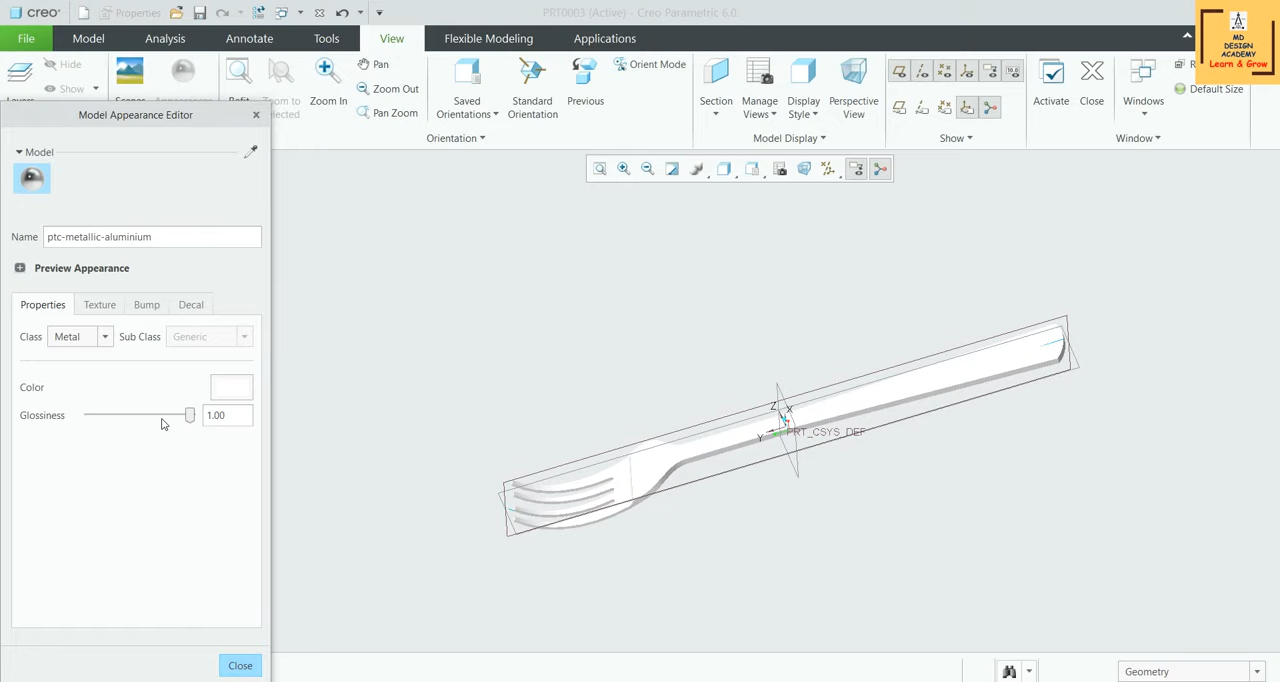 creo
Properties
PRT0003 (Active) - Creo Parametric 6.0
File
Model
Analysis
Annotate
Tools
View
Flexible Modeling
Applications
MD
DESIGN
ACADEMY
Learn & Grow
Hide
Show
Pan
Zoom In
Zoom Out
Pan Zoom
Saved
Orientations
Standard
Orientation
Previous
Orient Mode
Section
Manage
Views
Display
Style
Perspective
View
Activate
Close
Windows
Default Size
Orientation
Model Display
Show
Window
Model Appearance Editor
Model
Name
ptc-metallic-aluminium
Preview Appearance
Properties
Texture
Bump
Decal
Class
Metal
Sub Class
Generic
Color
Glossiness
1.00
Z
X
Y
PRT_CSYS_DEF
Close
Geometry